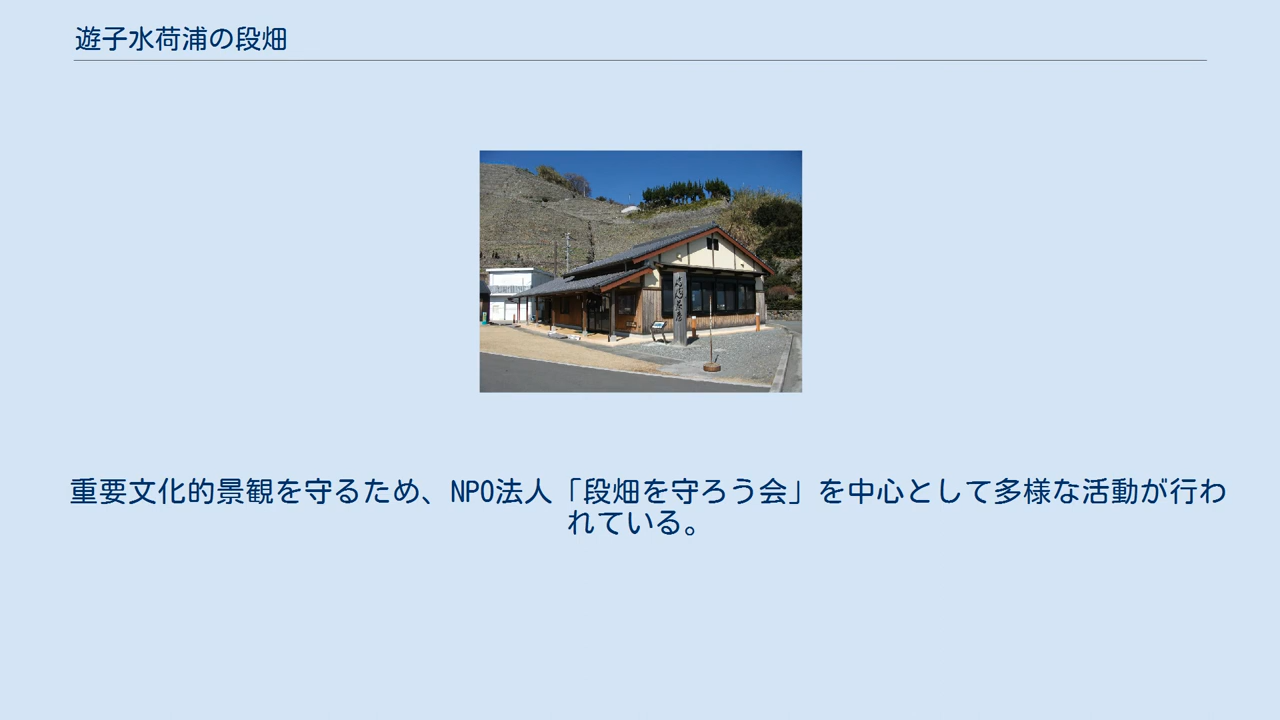 遊子水荷浦の段畑
重要文化的景観を守るため、NPO法人「段畑を守ろう会」を中心として多様な活動が行わ
れている。